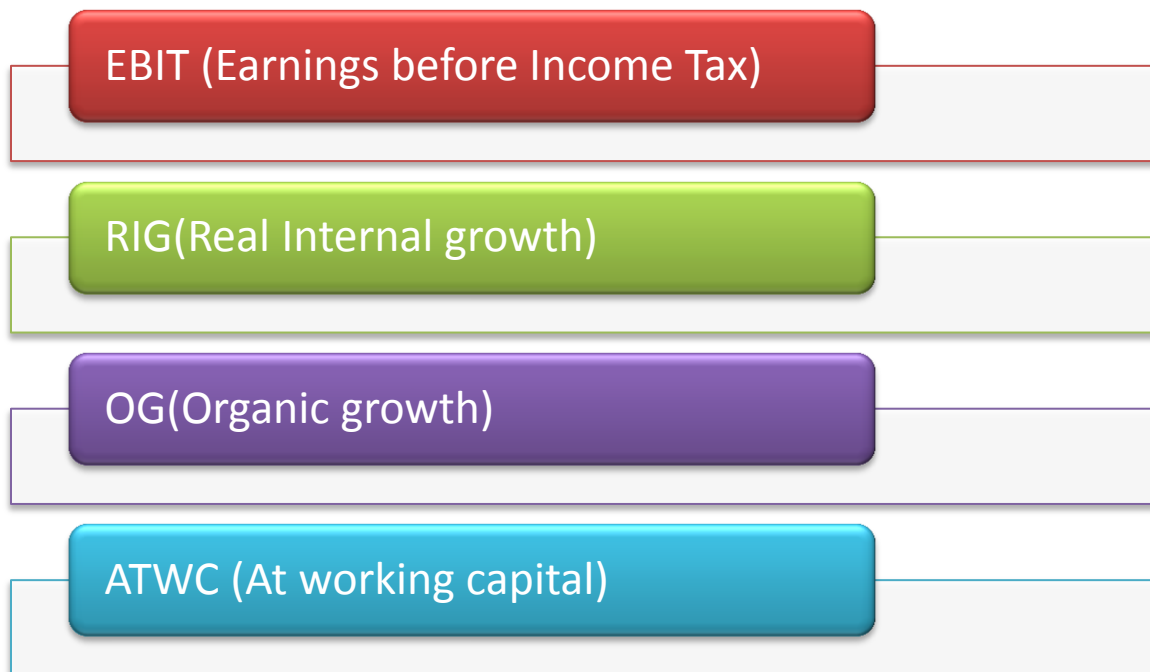 EBIT (Earnings before Income Tax)
RIG(Real Internal growth)
OG(Organic growth)
ATWC (At working capital)